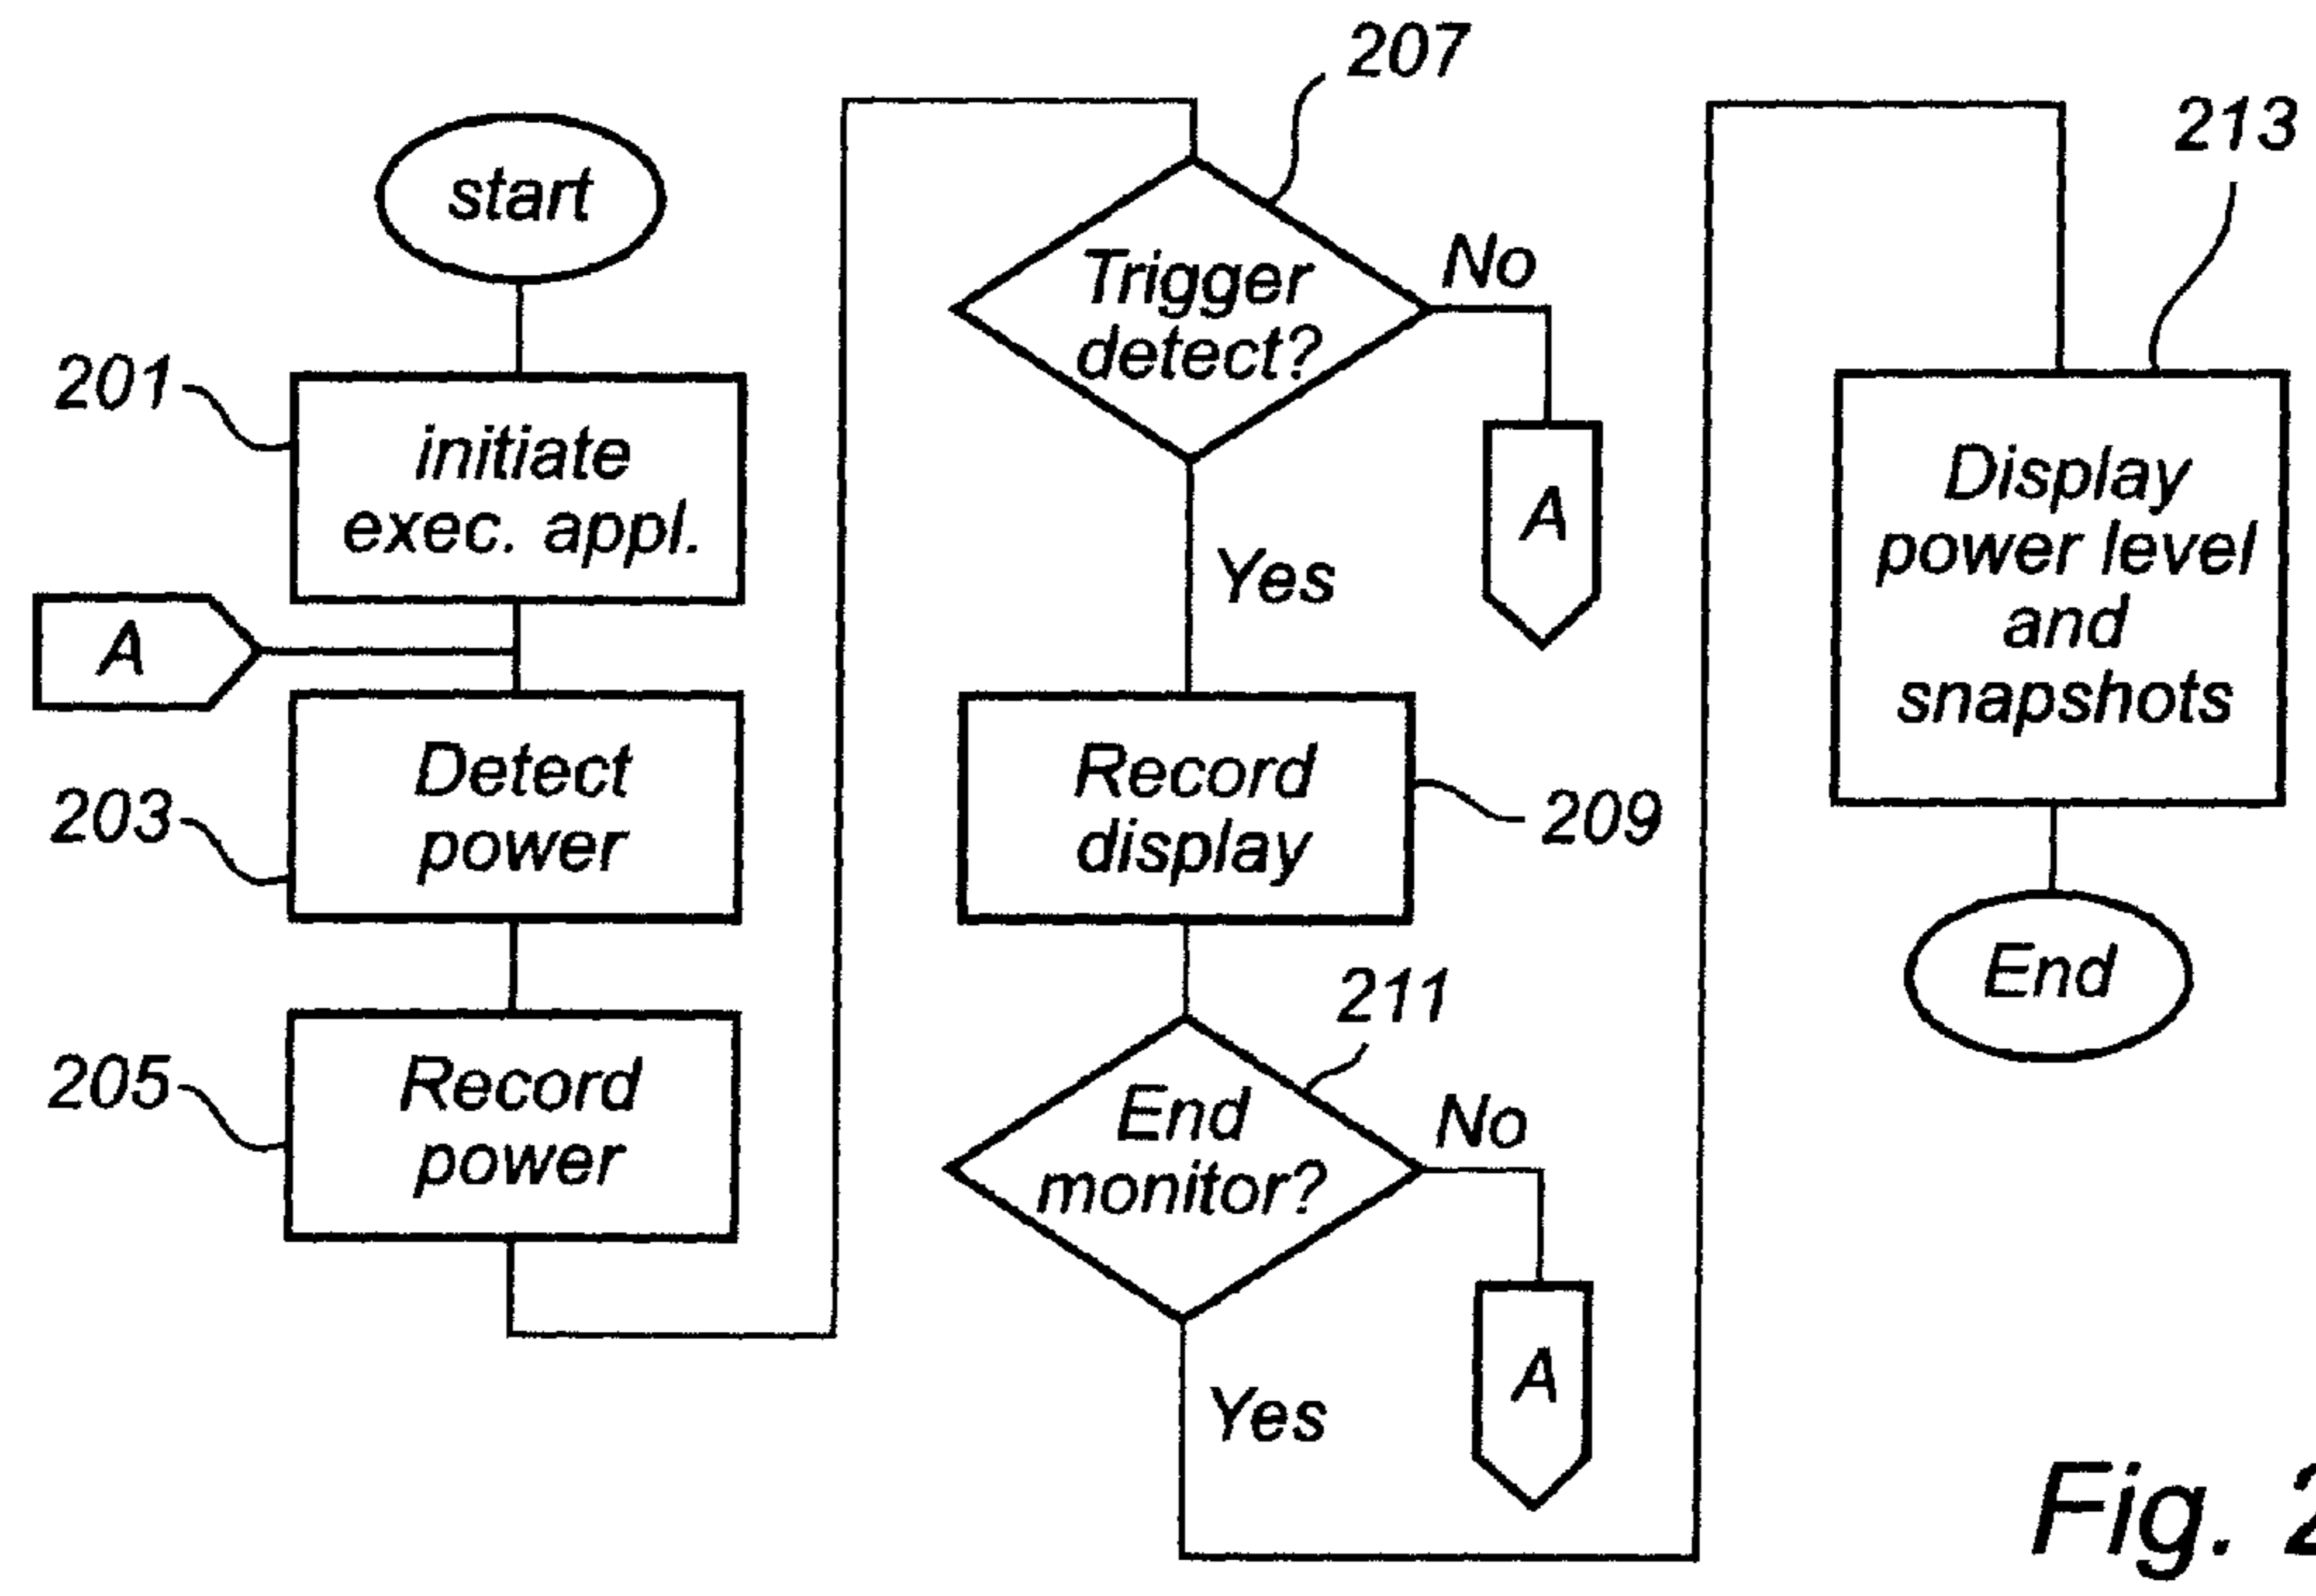 start
201
initiate
exec. appl.
A
Detect
power
203
Record
power
205
207
Trigger
detect?
No
A
Yes
Record
display
209
211
End
monitor?
No
A
Yes
213
Display
power level
and
snapshots
End
Fig. 2